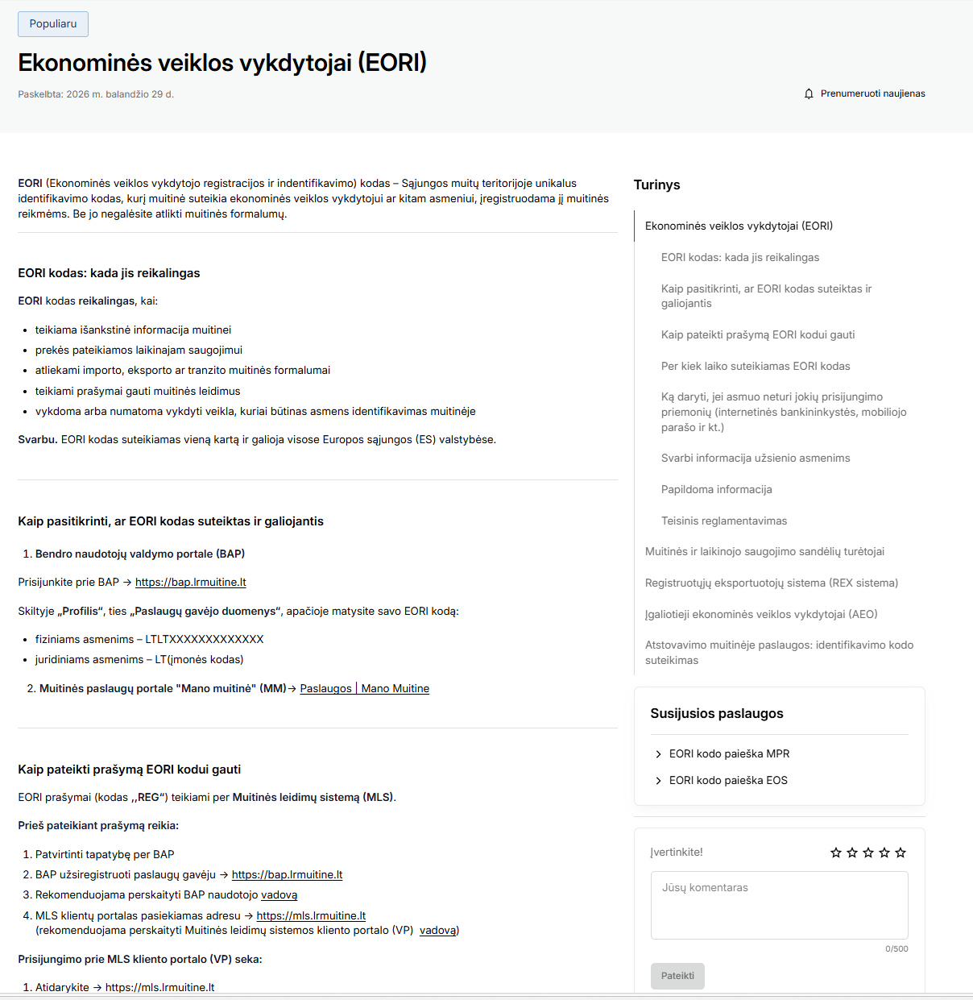 Populiaru
Ekonominės veiklos vykdytojai (EORI)
Paskelbta: 2026 m. balandžio 29 d.
Prenumeruoti naujienas
EORI (Ekonominės veiklos vykdytojo registracijos ir indentifikavimo) kodas – Sąjungos muitų teritorijoje unikalus
identifikavimo kodas, kurį muitinė suteikia ekonominės veiklos vykdytojui ar kitam asmeniui, įregistruodama jį muitinės
reikmėms. Be jo negalėsite atlikti muitinės formalumų.
EORI kodas: kada jis reikalingas
EORI kodas reikalingas, kai:
• teikiama išankstinė informacija muitinei
• prekės pateikiamos laikinajam saugojimui
• atliekami importo, eksporto ar tranzito muitinės formalumai
• teikiami prašymai gauti muitinės leidimus
• vykdoma arba numatoma vykdyti veikla, kuriai būtinas asmens identifikavimas muitinėje
Svarbu. EORI kodas suteikiamas vieną kartą ir galioja visose Europos sąjungos (ES) valstybėse.
Kaip pasitikrinti, ar EORI kodas suteiktas ir galiojantis
1. Bendro naudotojų valdymo portale (BAP)
Prisijunkite prie BAP → https://bap.lrmuitine.lt
Skiltyje „Profilis“, ties „Paslaugų gavėjo duomenys“, apačioje matysite savo EORI kodą:
• fiziniams asmenims – LTLTXXXXXXXXXXXXX
• juridiniams asmenims – LT(įmonės kodas)
2. Muitinės paslaugų portale "Mano muitinė" (MM)→ Paslaugos | Mano Muitine
Kaip pateikti prašymą EORI kodui gauti
EORI prašymai (kodas ,,REG“) teikiami per Muitinės leidimų sistemą (MLS).
Prieš pateikiant prašymą reikia:
1. Patvirtinti tapatybę per BAP
2. BAP užsiregistruoti paslaugų gavėju → https://bap.lrmuitine.lt
3. Rekomenduojama perskaityti BAP naudotojo vadovą
4. MLS klientų portalas pasiekiamas adresu → https://mls.lrmuitine.lt
(rekomenduojama perskaityti Muitinės leidimų sistemos kliento portalo (VP) vadovą)
Prisijungimo prie MLS kliento portalo (VP) seka:
1. Atidarykite → https://mls.lrmuitine.lt
Turinys
Ekonominės veiklos vykdytojai (EORI)
EORI kodas: kada jis reikalingas
Kaip pasitikrinti, ar EORI kodas suteiktas ir
galiojantis
Kaip pateikti prašymą EORI kodui gauti
Per kiek laiko suteikiamas EORI kodas
Ką daryti, jei asmuo neturi jokių prisijungimo
priemonių (internetinės bankininkystės, mobiliojo
parašo ir kt.)
Svarbi informacija užsienio asmenims
Papildoma informacija
Teisinis reglamentavimas
Muitinės ir laikinojo saugojimo sandėlių turėtojai
Registruotųjų eksportuotojų sistema (REX sistema)
Įgaliotieji ekonominės veiklos vykdytojai (AEO)
Atstovavimo muitinėje paslaugos: identifikavimo kodo
suteikimas
Susijusios paslaugos
EORI kodo paieška MPR
EORI kodo paieška EOS
Įvertinkite!
Jūsų komentaras
0/500
Pateikti